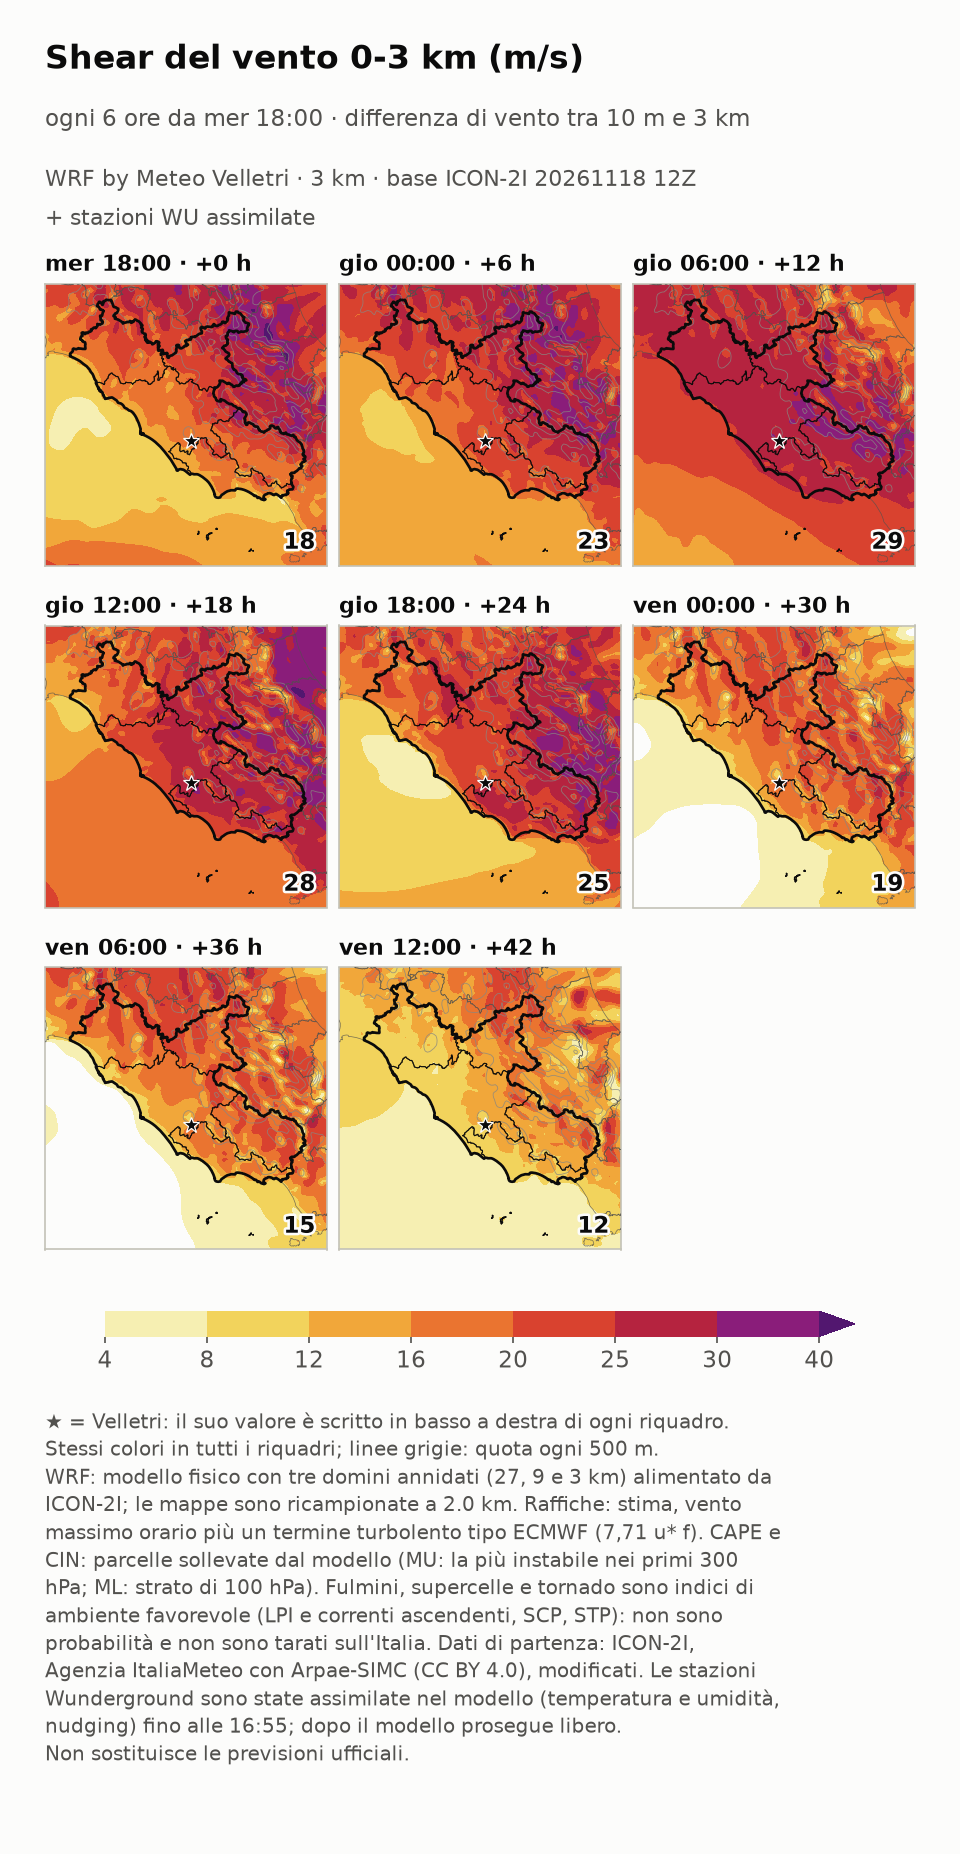 Shear del vento 0-3 km (m/s)
ogni 6 ore da mer 18:00 · differenza di vento tra 10 m e 3 km
WRF by Meteo Velletri · 3 km · base ICON-2I 20261118 12Z
+ stazioni WU assimilate
mer 18:00 · +0 h
gio 00:00 · +6 h
gio 06:00 · +12 h
18
23
29
gio 12:00 · +18 h
gio 18:00 · +24 h
ven 00:00 · +30 h
28
25
19
ven 06:00 · +36 h
ven 12:00 · +42 h
15
12
4 8 12 16 20 25 30 40
★ = Velletri: il suo valore è scritto in basso a destra di ogni riquadro.
Stessi colori in tutti i riquadri; linee grigie: quota ogni 500 m.
WRF: modello fisico con tre domini annidati (27, 9 e 3 km) alimentato da
ICON-2I; le mappe sono ricampionate a 2.0 km. Raffiche: stima, vento
massimo orario più un termine turbolento tipo ECMWF (7,71 u* f). CAPE e
CIN: parcelle sollevate dal modello (MU: la più instabile nei primi 300
hPa; ML: strato di 100 hPa). Fulmini, supercelle e tornado sono indici di
ambiente favorevole (LPI e correnti ascendenti, SCP, STP): non sono
probabilità e non sono tarati sull'Italia. Dati di partenza: ICON-2I,
Agenzia ItaliaMeteo con Arpae-SIMC (CC BY 4.0), modificati. Le stazioni
Wunderground sono state assimilate nel modello (temperatura e umidità,
nudging) fino alle 16:55; dopo il modello prosegue libero.
Non sostituisce le previsioni ufficiali.